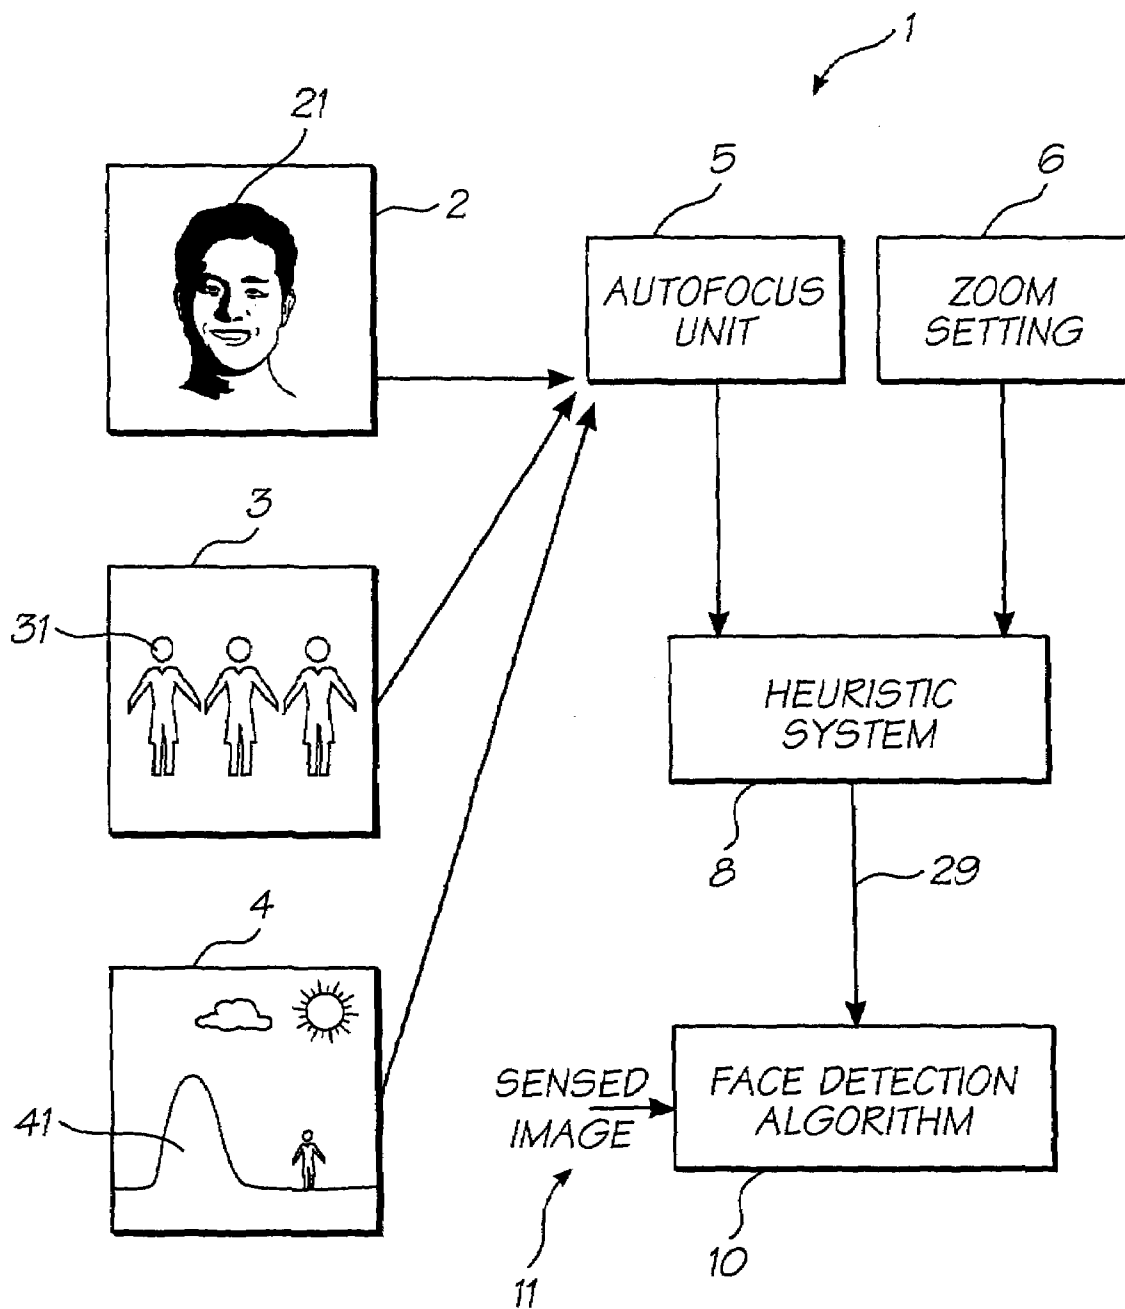 1
21
2
5
6
AUTOFOCUS
UNIT
ZOOM
SETTING
3
31
HEURISTIC
SYSTEM
8
29
4
41
SENSED
IMAGE
FACE DETECTION
ALGORITHM
11
10